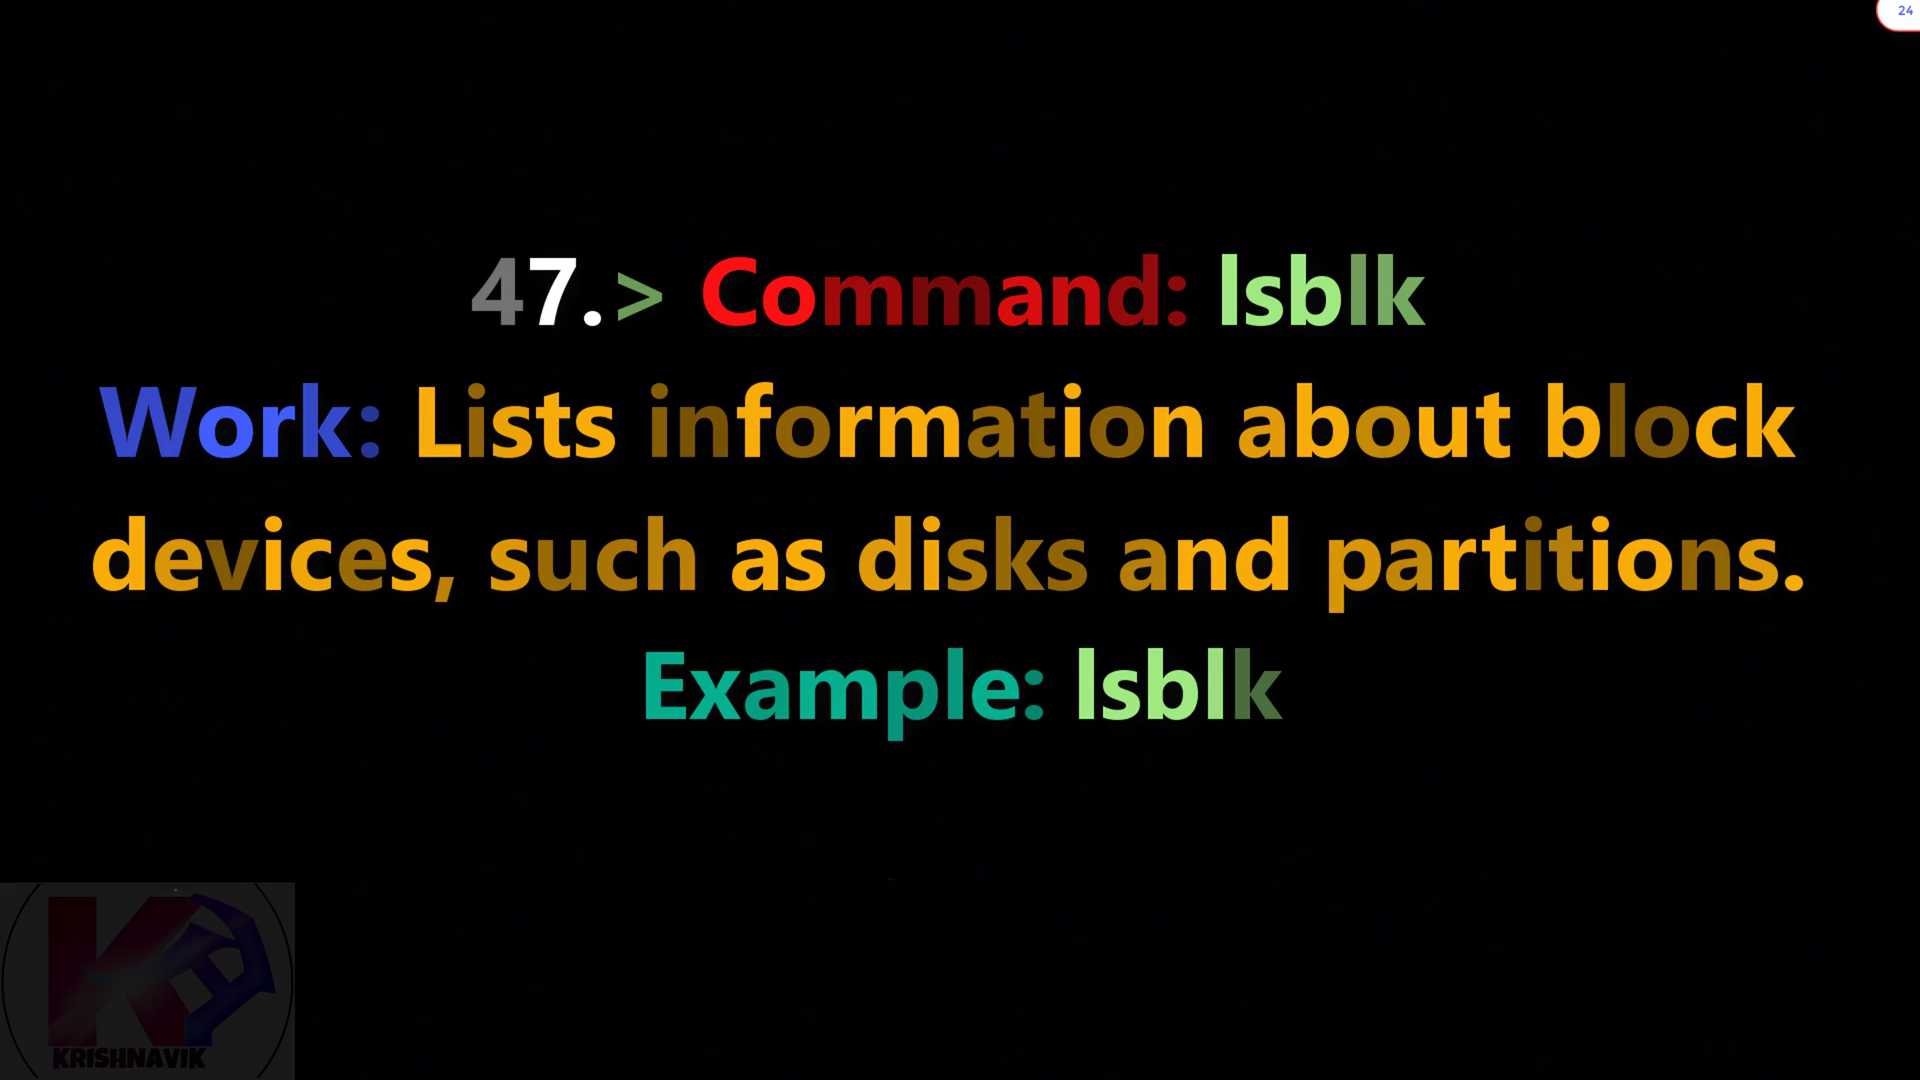 24
47.> Command: lsblk
Work: Lists information about block
devices, such as disks and partitions.
Example: lsblk
KRISHNAVIK